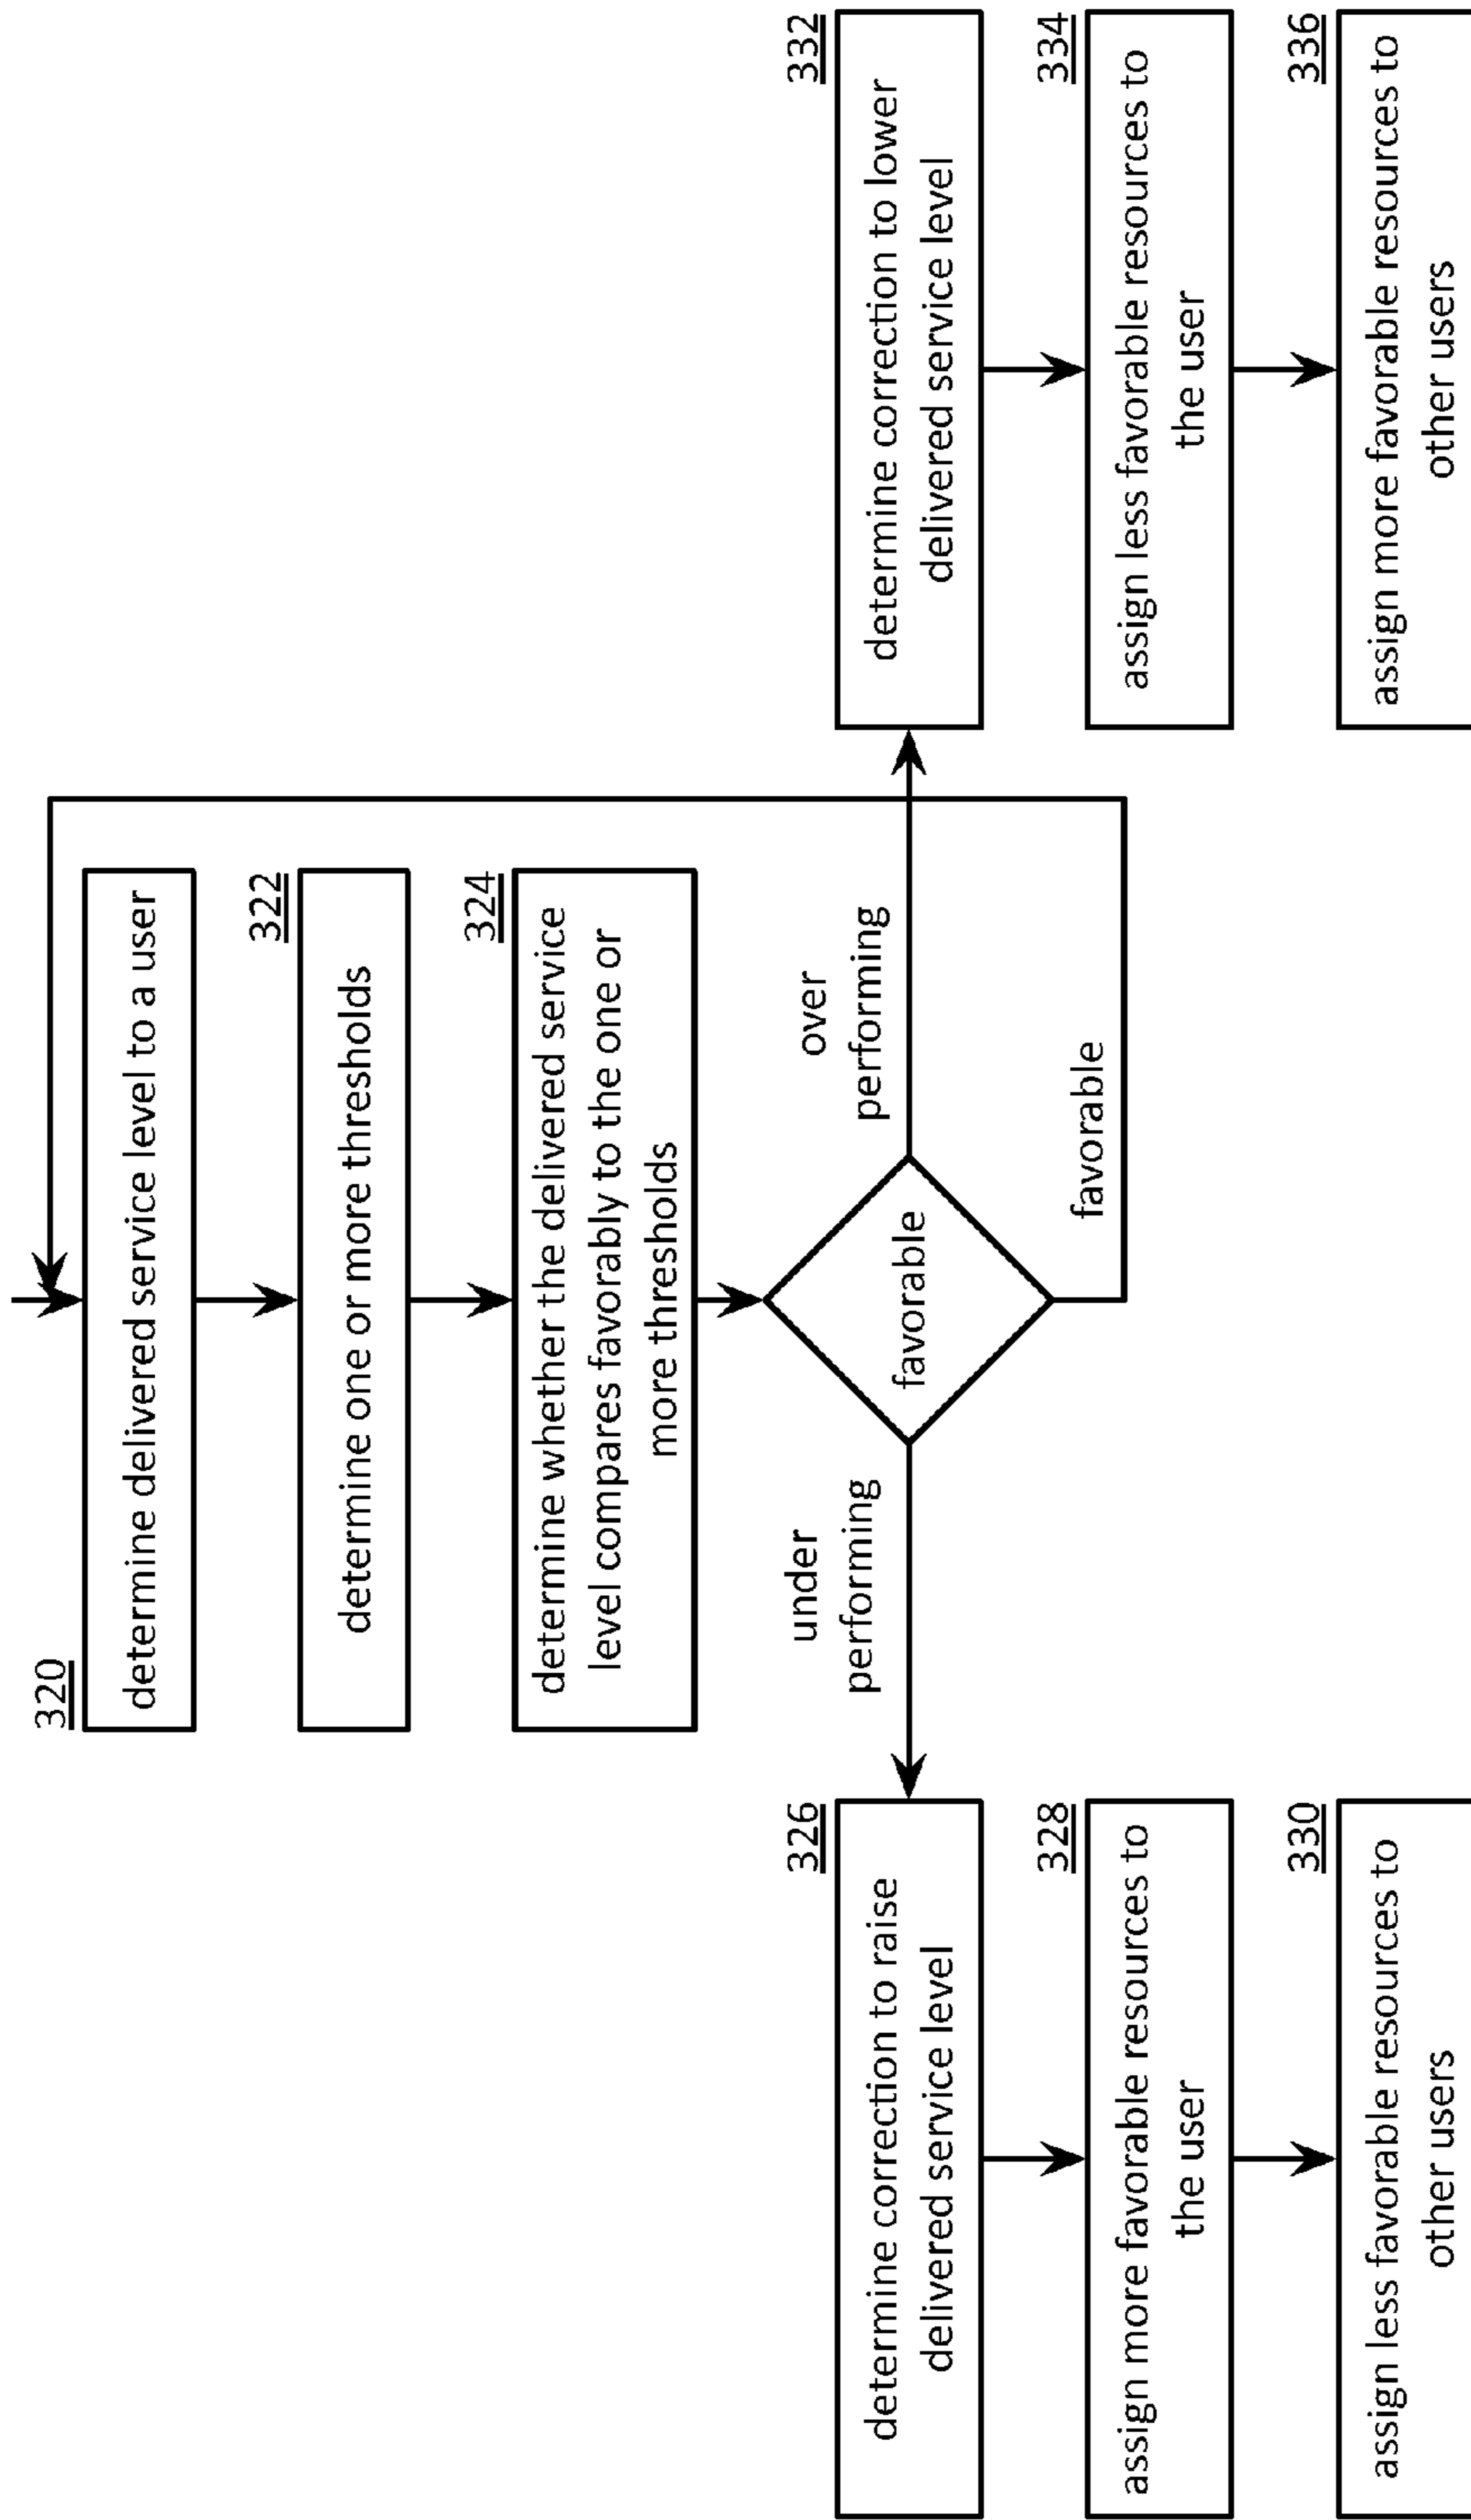 320
determine delivered service level to a user
322
determine one or more thresholds
324
determine whether the delivered service
level compares favorably to the one or
more thresholds
favorable
under
performing
over
performing
favorable
326
determine correction to raise
delivered service level
328
assign more favorable resources to
the user
330
assign less favorable resources to
other users
332
determine correction to lower
delivered service level
334
assign less favorable resources to
the user
336
assign more favorable resources to
other users